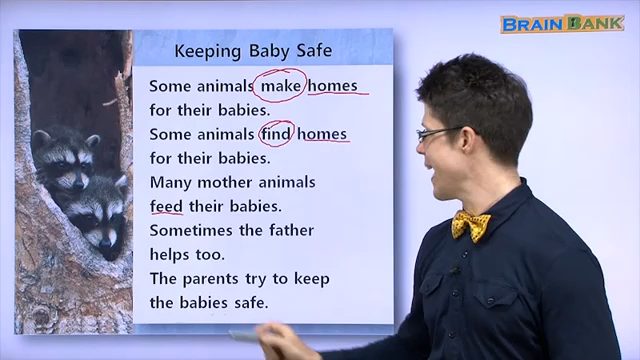 BRAIN BANK
Keeping Baby Safe
Some animals make homes
for their babies.
Some animals find homes
for their babies.
Many mother animals
feed their babies.
Sometimes the father
helps too.
The parents try to keep
the babies safe.